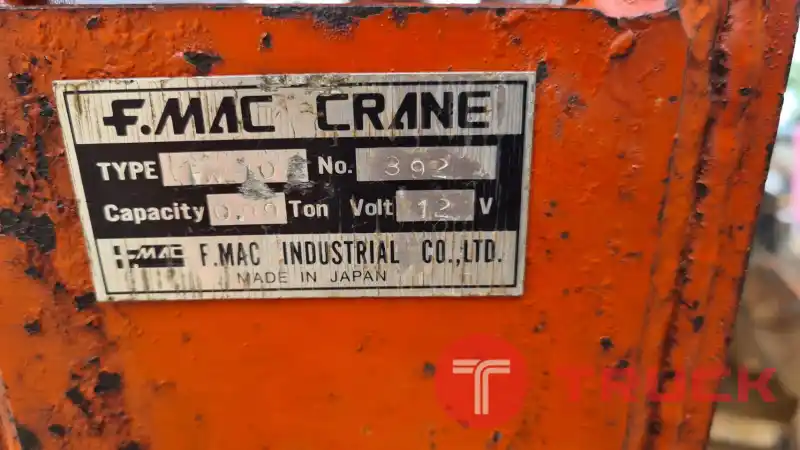 F.MAC CRANE
TYPE No. 392
Capacity Ton Volt 12 V
F.MAC F.MAC INDUSTRIAL CO.,LTD.
MADE IN JAPAN
T TRUCK